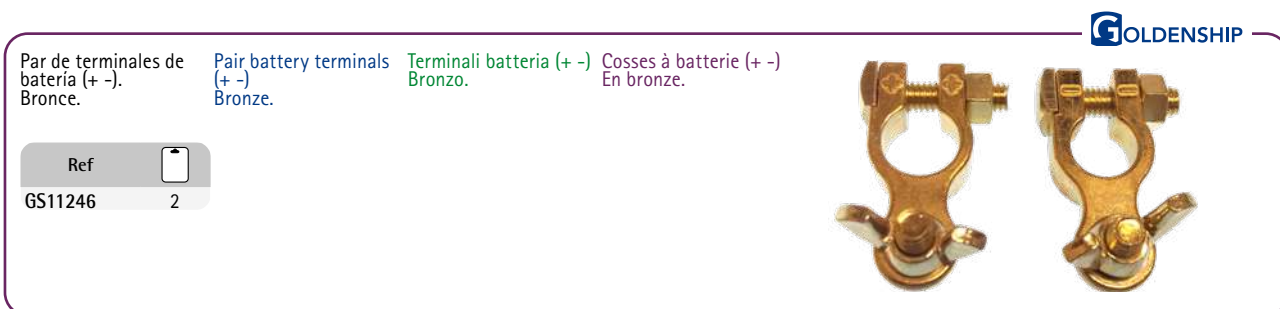 GOLDENSHIP
Par de terminales de
batería (+ -).
Bronce.
Pair battery terminals
(+ -)
Bronze.
Terminali batteria (+ -)
Bronzo.
Cosses à batterie (+ -)
En bronze.
Ref
GS11246 2